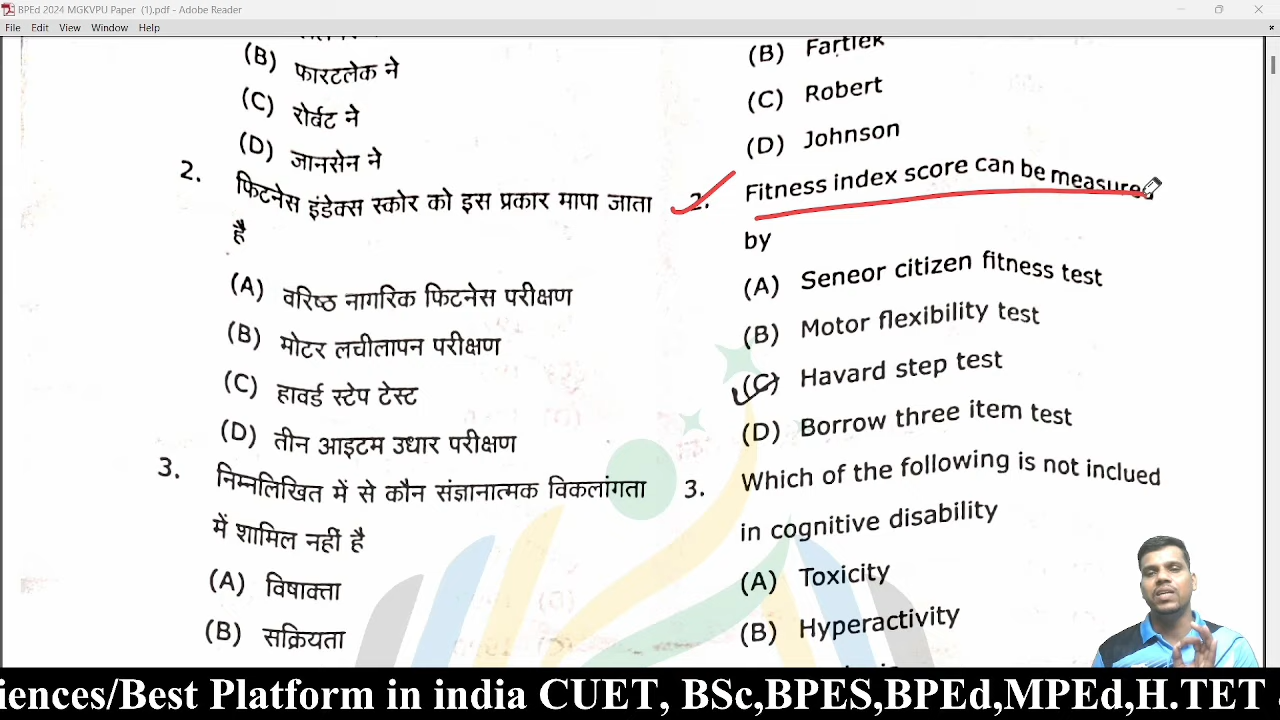 BPEd 2024 MGKVPU Paper (1).pdf - Adobe Reader
File Edit View Window Help
(B) फारटलेक ने
(C) रोर्वट ने
(D) जानसेन ने
2. फिटनेस इंडेक्स स्कोर को इस प्रकार मापा जाता
है
(A) वरिष्ठ नागरिक फिटनेस परीक्षण
(B) मोटर लचीलापन परीक्षण
(C) हावर्ड स्टेप टेस्ट
(D) तीन आइटम उधार परीक्षण
3. निम्नलिखित में से कौन संज्ञानात्मक विकलांगता
में शामिल नहीं है
(A) विषाक्ता
(B) सक्रियता
(B) Fartlek
(C) Robert
(D) Johnson
2. Fitness index score can be measure
by
(A) Seneor citizen fitness test
(B) Motor flexibility test
(C) Havard step test
(D) Borrow three item test
3. Which of the following is not inclued
in cognitive disability
(A) Toxicity
(B) Hyperactivity
iences/Best Platform in india CUET, BSc,BPES,BPEd,MPEd,H.TET